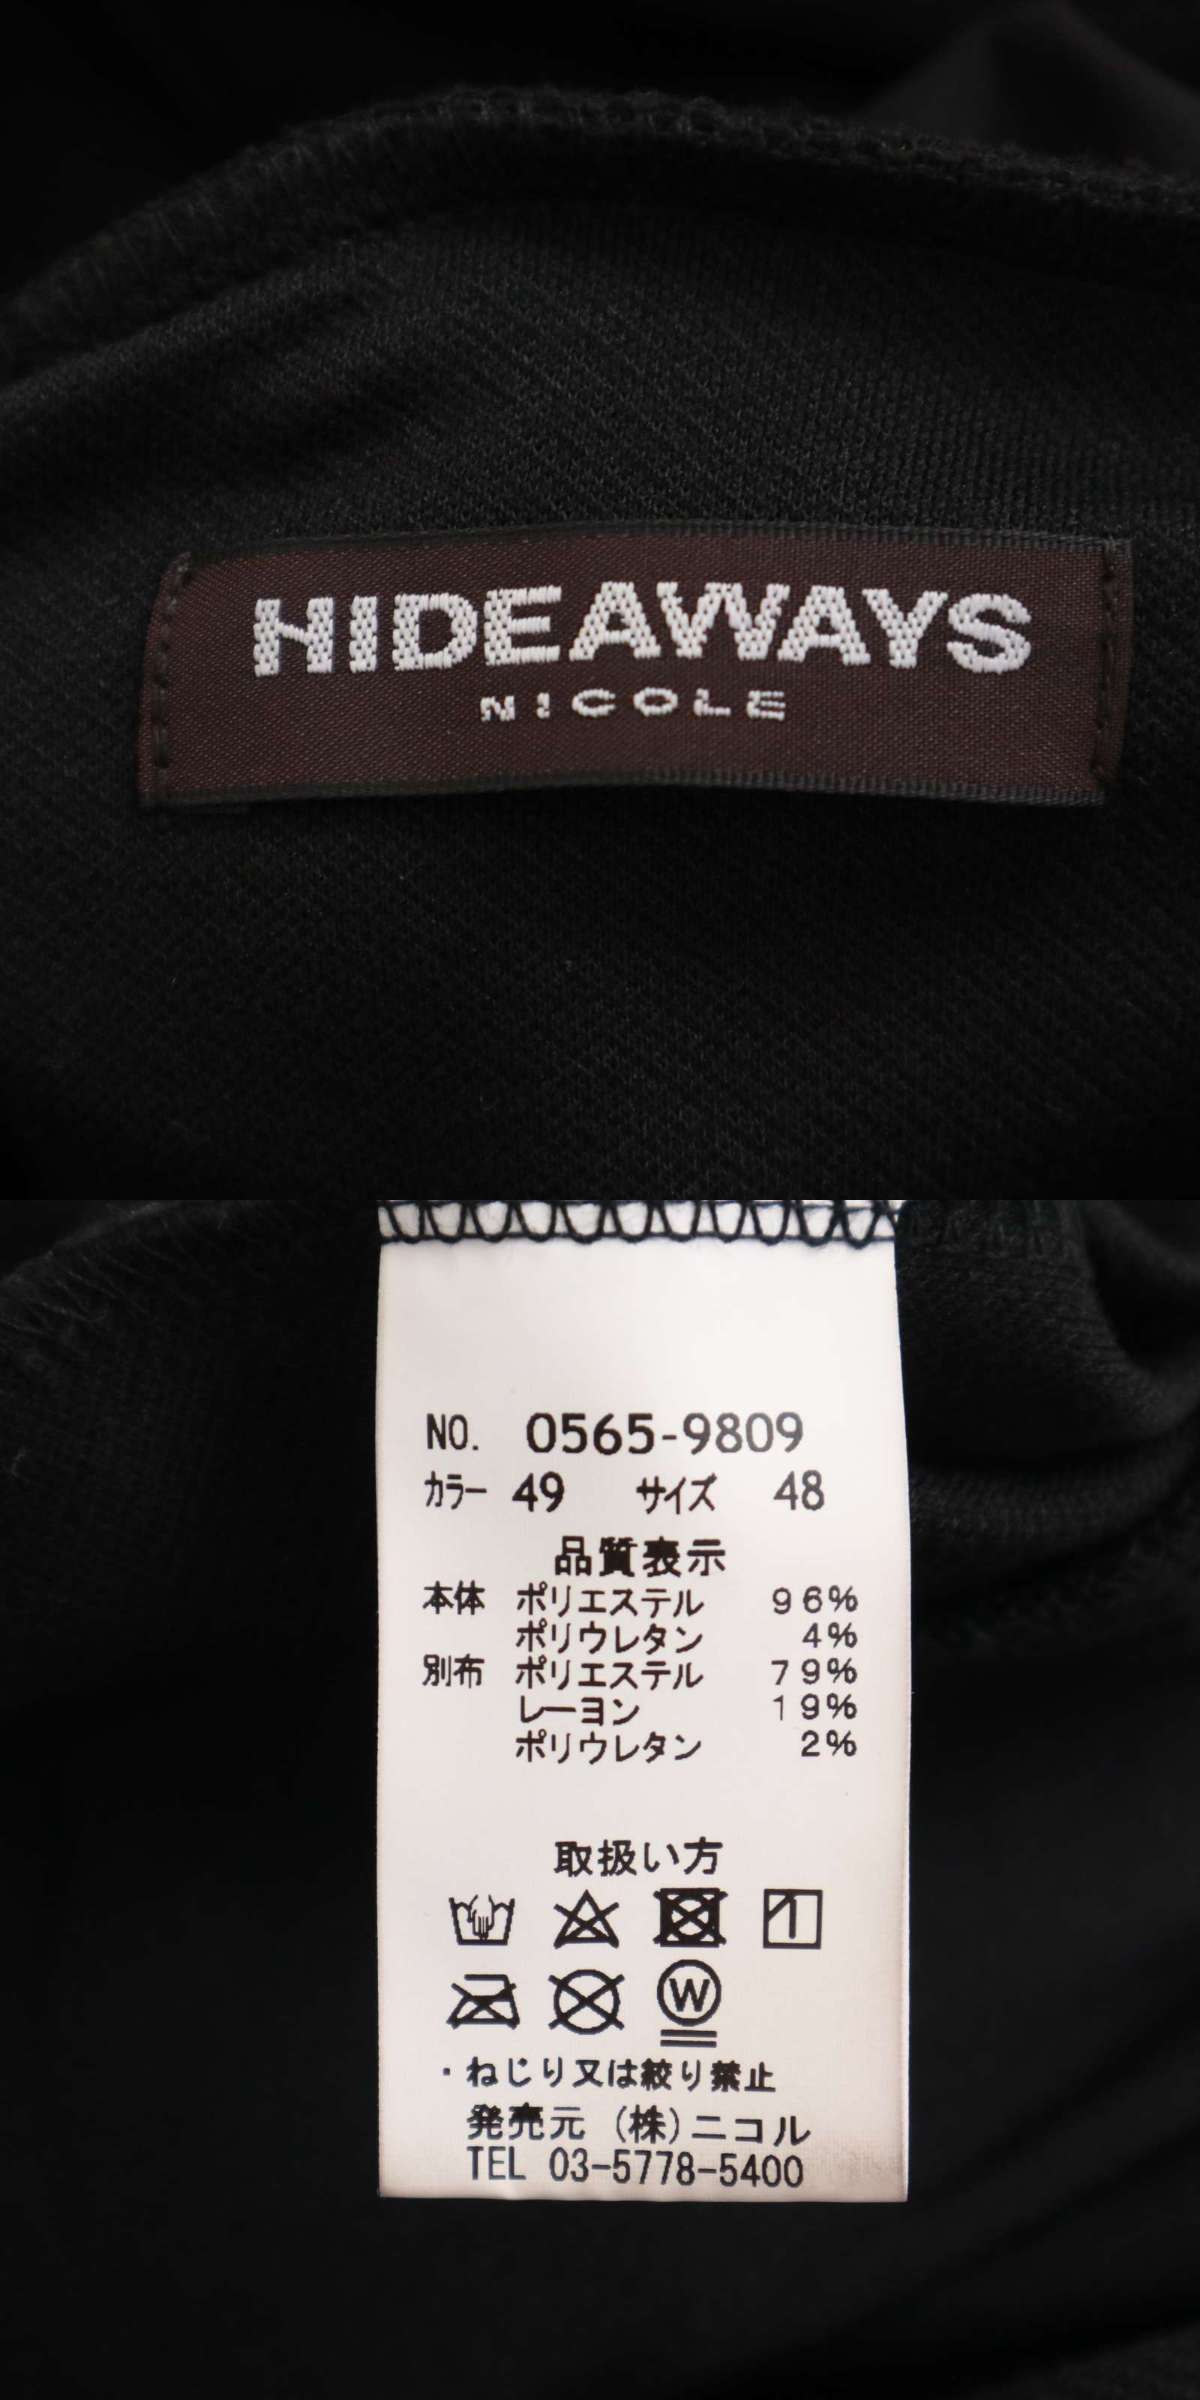 HIDEAWAYS
NICOLE
NO. 0565-9809
カラー 49 サイズ 48
品質表示
本体 ポリエステル 96%
ポリウレタン 4%
別布 ポリエステル 79%
レーヨン 19%
ポリウレタン 2%
取扱い方
W
・ねじり又は絞り禁止
発売元 (株)ニコル
TEL 03-5778-5400